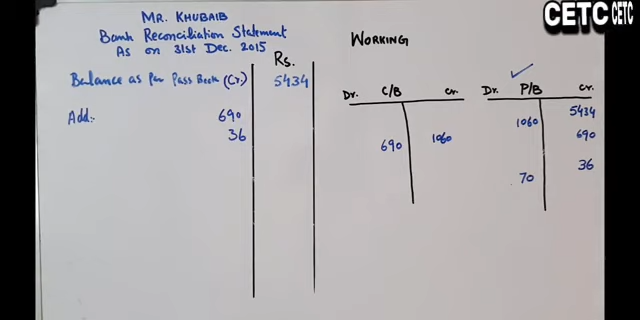 CETC CETC
MR. KHUBAIB
Bank Reconciliation Statement
As on 31st Dec. 2015
Rs.
Balance as Per Pass Book (Cr.) 5434
Add:- 690
36
WORKING
Dr. C/B Cr.
690 1060
Dr. P/B Cr.
5434
1060
690
36
70